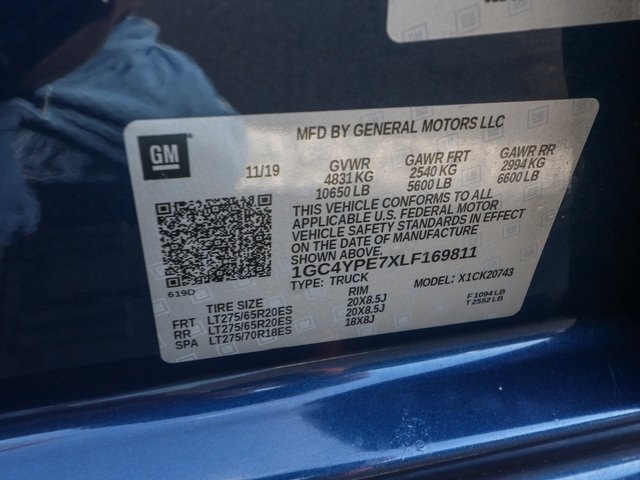 MFD BY GENERAL MOTORS LLC
GM
11/19 GVWR GAWR FRT GAWR RR
4831 KG 2540 KG 2994 KG
10650 LB 5600 LB 6600 LB
THIS VEHICLE CONFORMS TO ALL
APPLICABLE U.S. FEDERAL MOTOR
VEHICLE SAFETY STANDARDS IN EFFECT
ON THE DATE OF MANUFACTURE
SHOWN ABOVE.
1GC4YPE7XLF169811
TYPE: TRUCK MODEL: X1CK20743
619D
TIRE SIZE RIM
FRT LT275/65R20ES 20X8.5J F1094LB
RR LT275/65R20ES 20X8.5J T2552LB
SPA LT275/70R18ES 18X8J